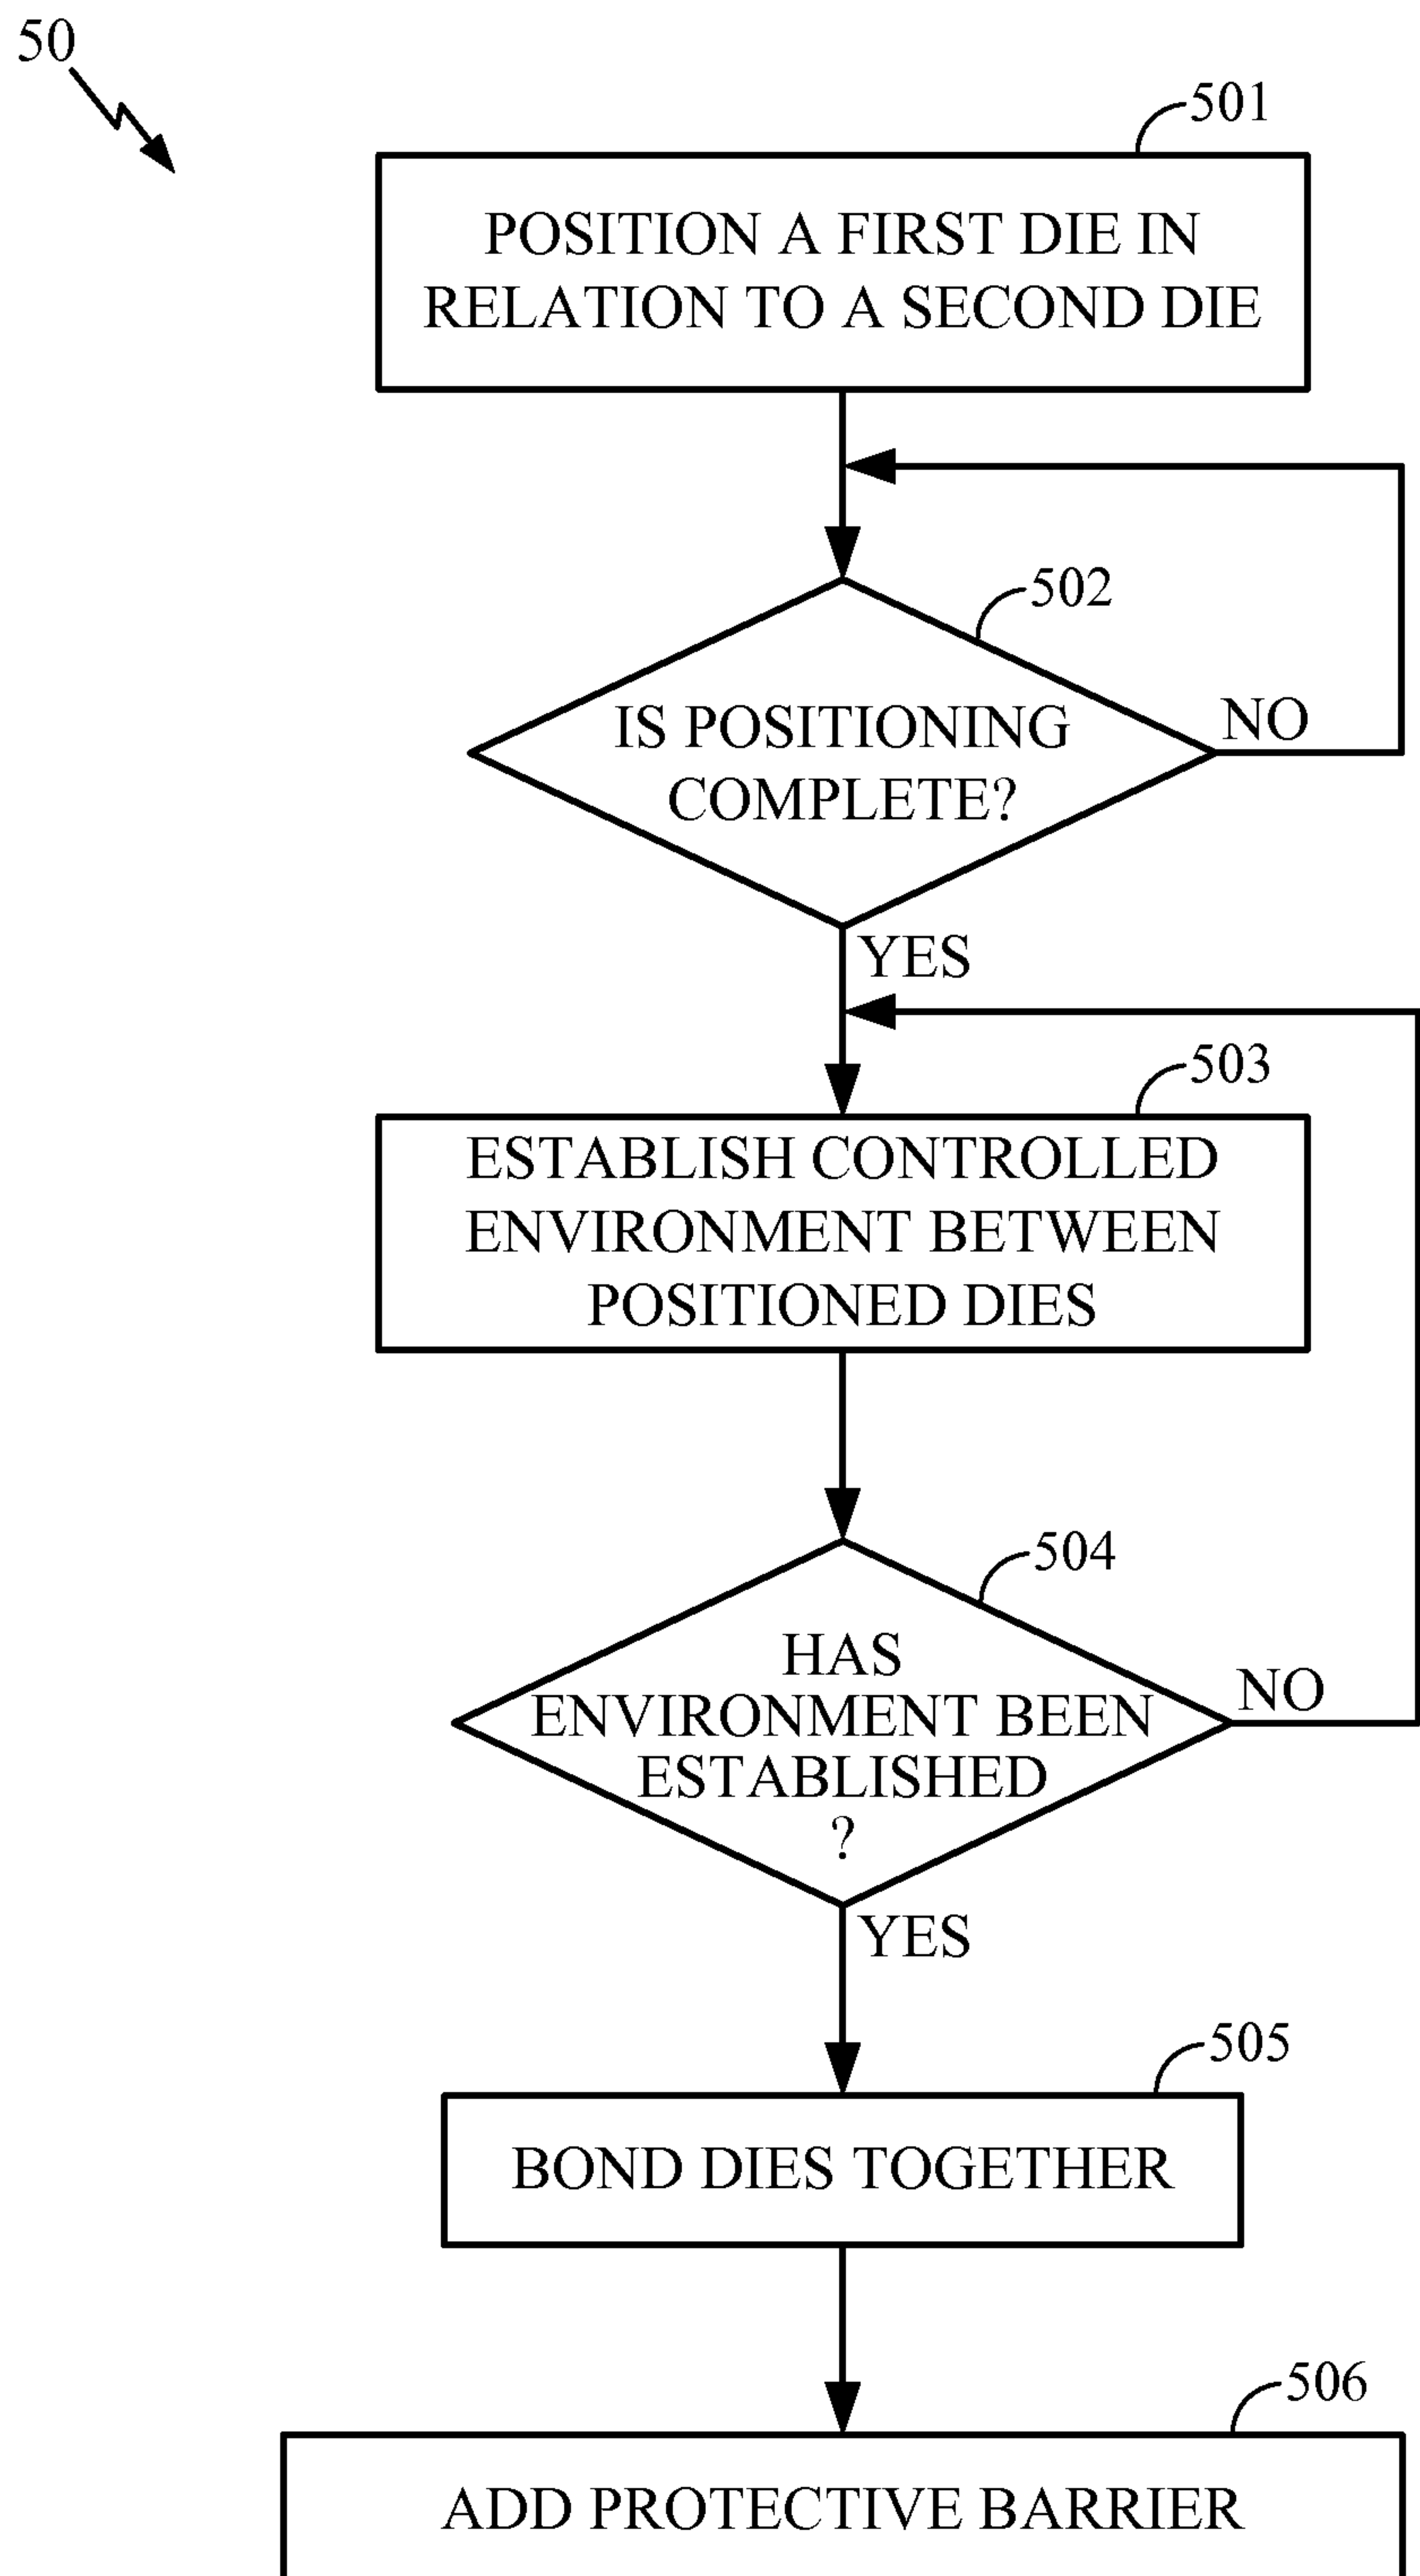 50
501
POSITION A FIRST DIE IN
RELATION TO A SECOND DIE
502
IS POSITIONING
COMPLETE?
NO
YES
503
ESTABLISH CONTROLLED
ENVIRONMENT BETWEEN
POSITIONED DIES
504
HAS
ENVIRONMENT BEEN
ESTABLISHED
?
NO
YES
505
BOND DIES TOGETHER
506
ADD PROTECTIVE BARRIER